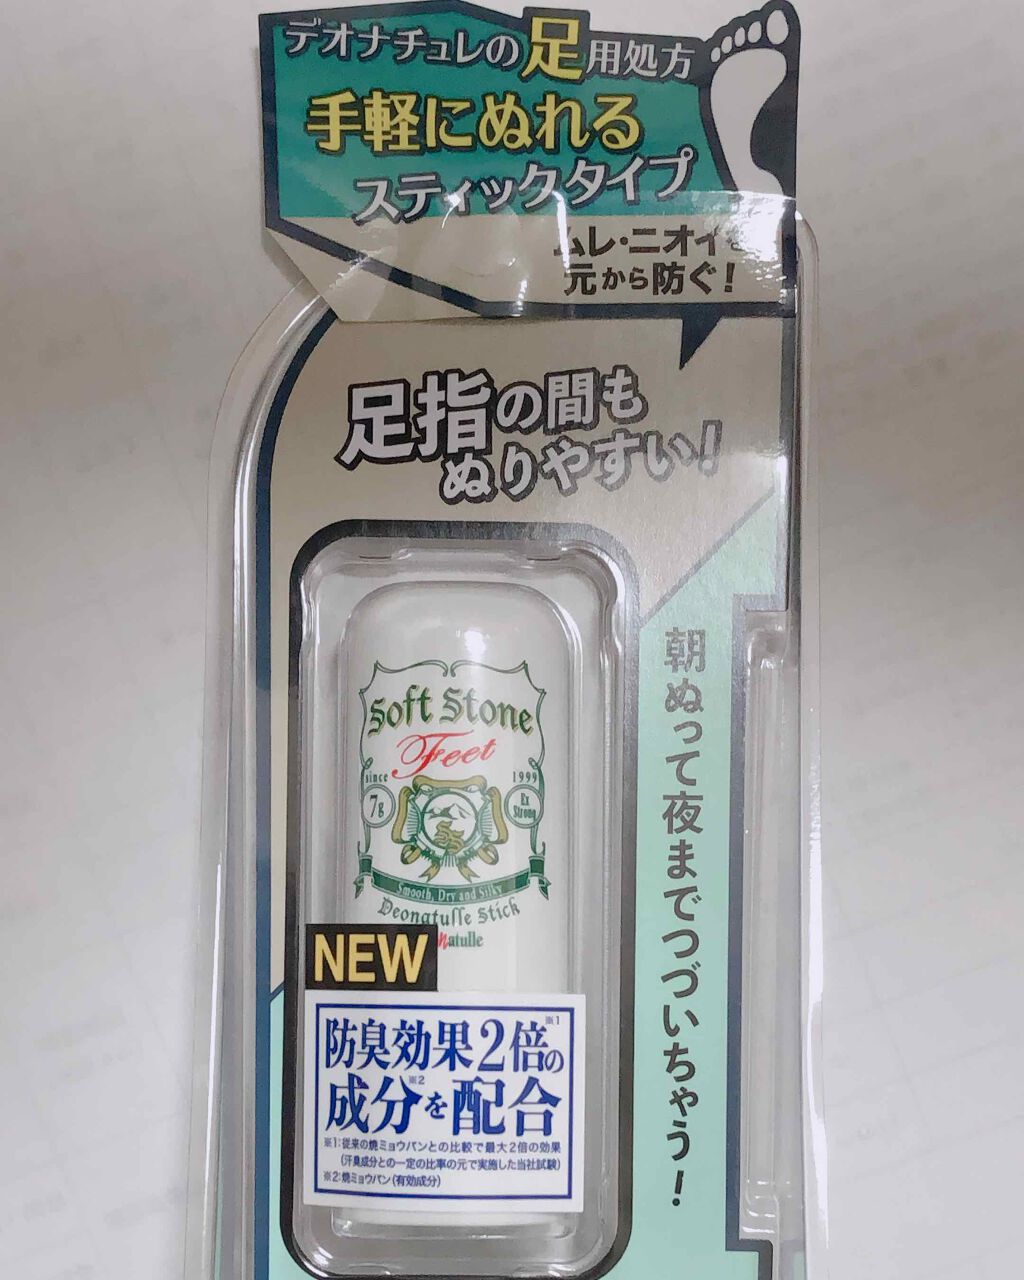 デオナチュレの足用処方
手軽にぬれる
スティックタイプ
ムレ・ニオイを
元から防ぐ!
足指の間も
ぬりやすい!
朝ぬって夜までつづいちゃう!
Soft Stone
Feet
since 1999
7g
Ex Strong
Smooth, Dry and Silky
Deonatulle Stick
natulle
NEW
防臭効果2倍の※1
成分※2を配合
※1:従来の焼ミョウバンとの比較で最大2倍の効果
(汗臭成分との一定の比率の元で実施した当社試験)
※2:焼ミョウバン(有効成分)